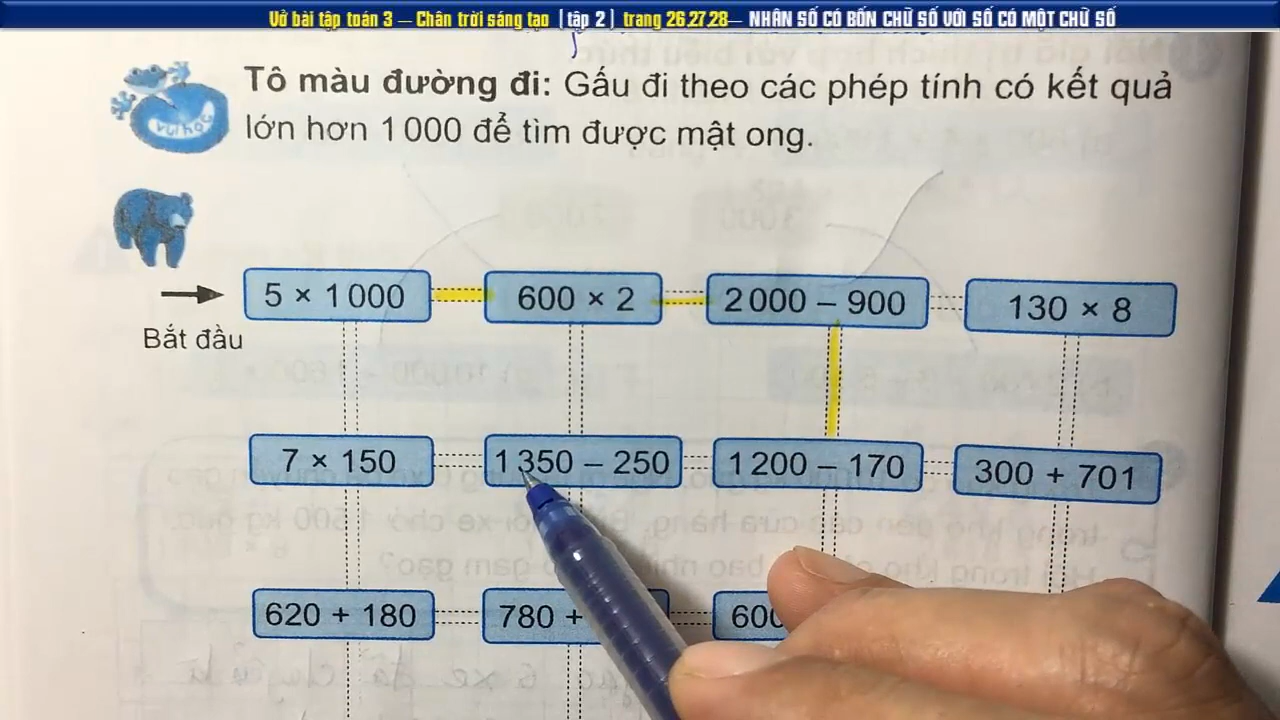 Vở bài tập toán 3 – Chân trời sáng tạo [tập 2] trang 26.27.28– NHÂN SỐ CÓ BỐN CHỮ SỐ VỚI SỐ CÓ MỘT CHỮ SỐ
Tô màu đường đi: Gấu đi theo các phép tính có kết quả
VUI HỌC
lớn hơn 1 000 để tìm được mật ong.
5 × 1 000 600 × 2 2 000 – 900 130 × 8
Bắt đầu
7 × 150 1 350 – 250 1 200 – 170 300 + 701
620 + 180 780 + 600